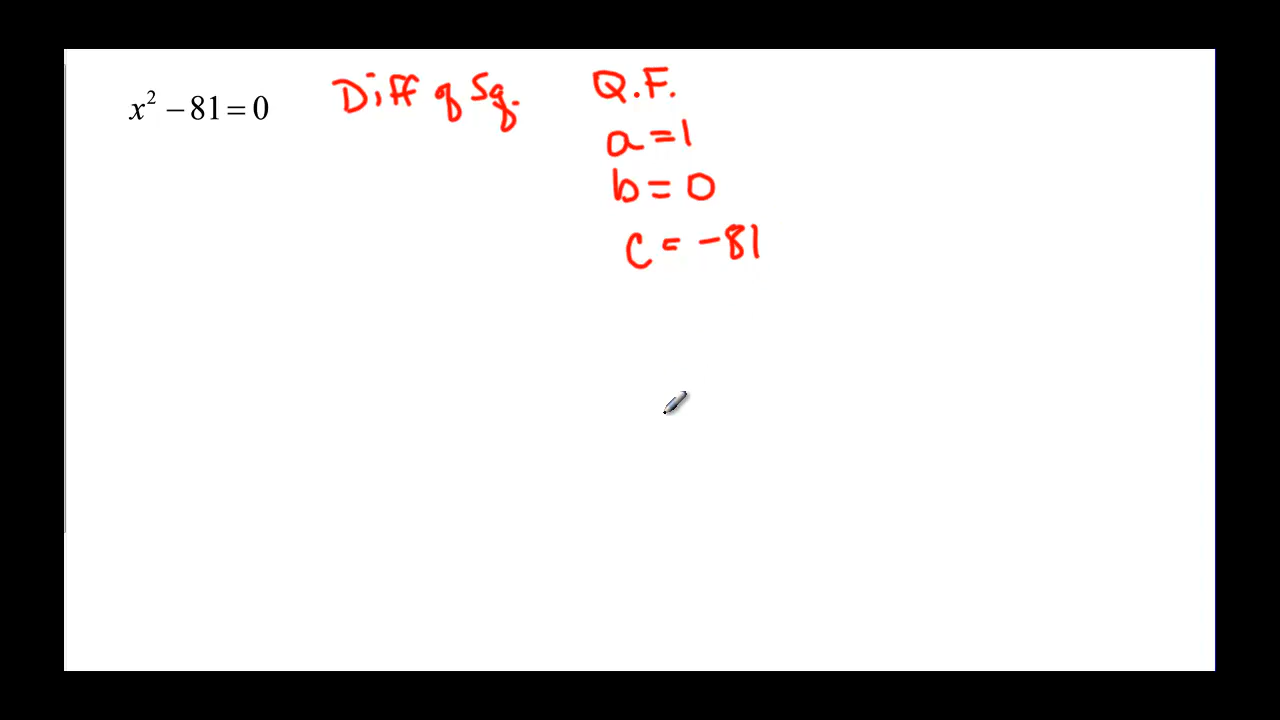 x² – 81 = 0
Diff of Sq.
Q.F.
a = 1
b = 0
c = -81